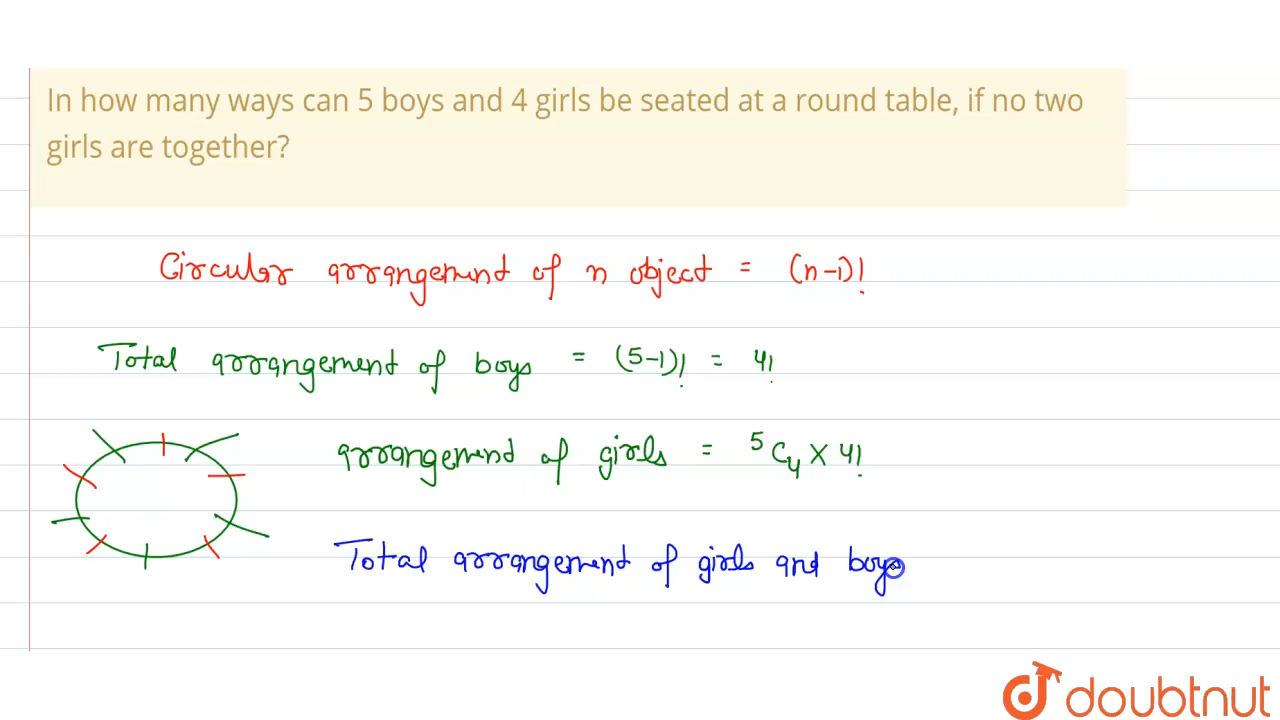 In how many ways can 5 boys and 4 girls be seated at a round table, if no two
girls are together?
Circular arrangement of n object = (n-1)!
Total arrangement of boys = (5-1)! = 4!
arrangement of girls = ⁵C₄ × 4!
Total arrangement of girls and boys
doubtnut